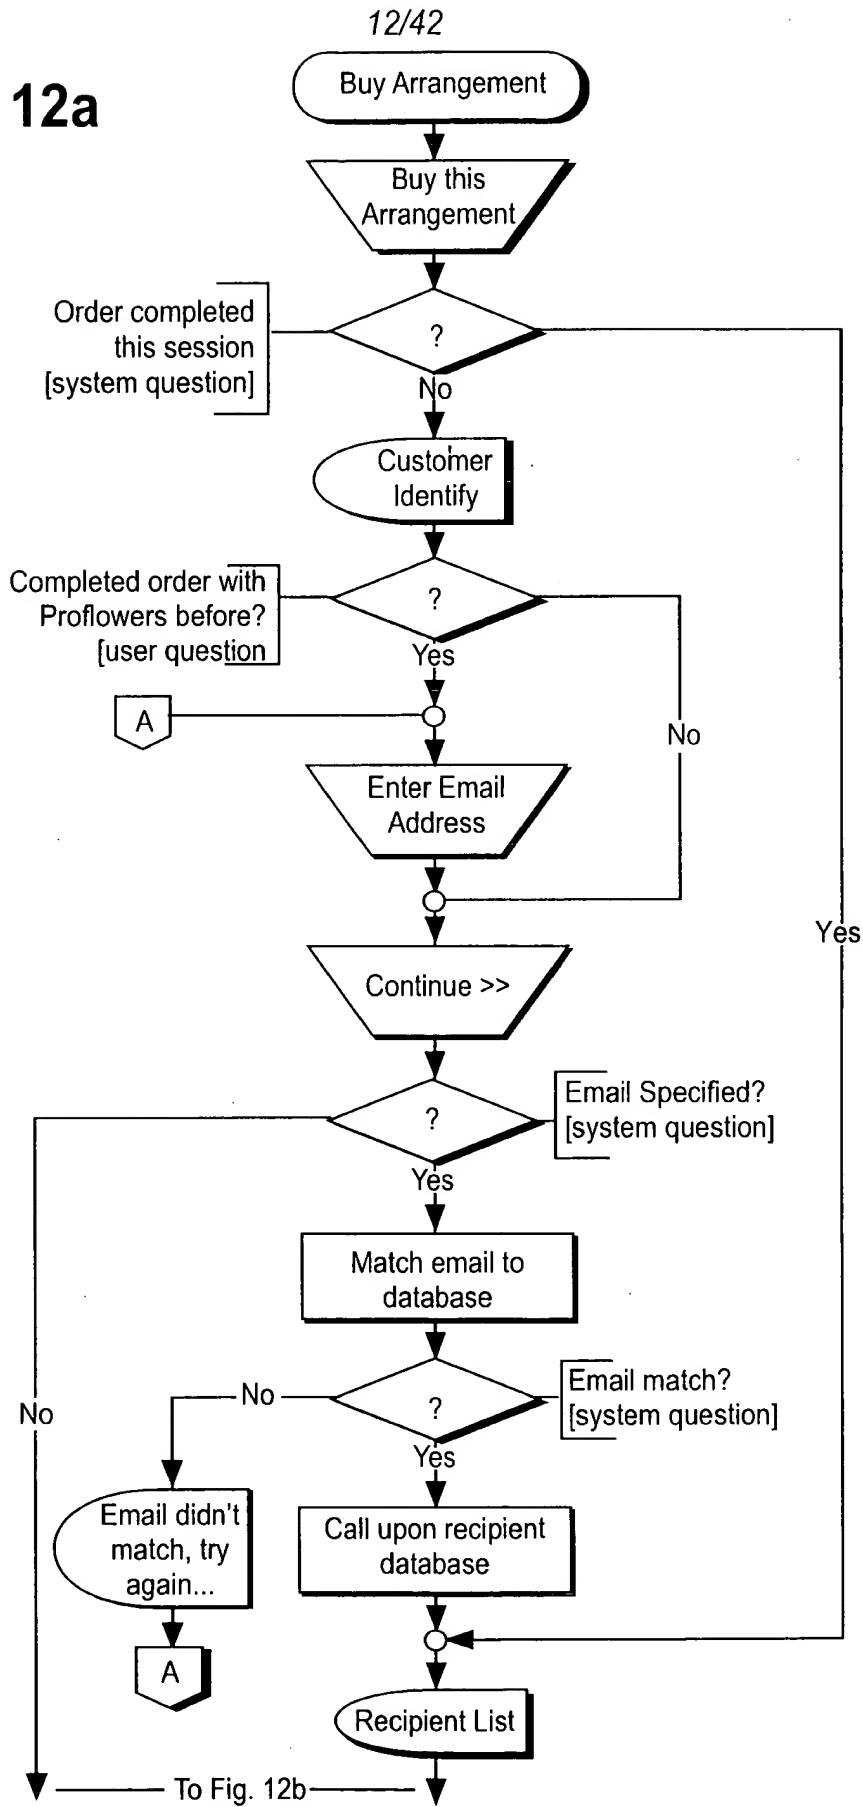 12/42
12a
Buy Arrangement
Buy this
Arrangement
Order completed
this session
[system question]
?
No
Customer
Identify
Completed order with
Proflowers before?
[user question
?
Yes
A
No
Enter Email
Address
Yes
Continue >>
?
Email Specified?
[system question]
Yes
Match email to
database
No
No
?
Email match?
[system question]
Yes
Email didn't
match, try
again...
Call upon recipient
database
A
Recipient List
To Fig. 12b